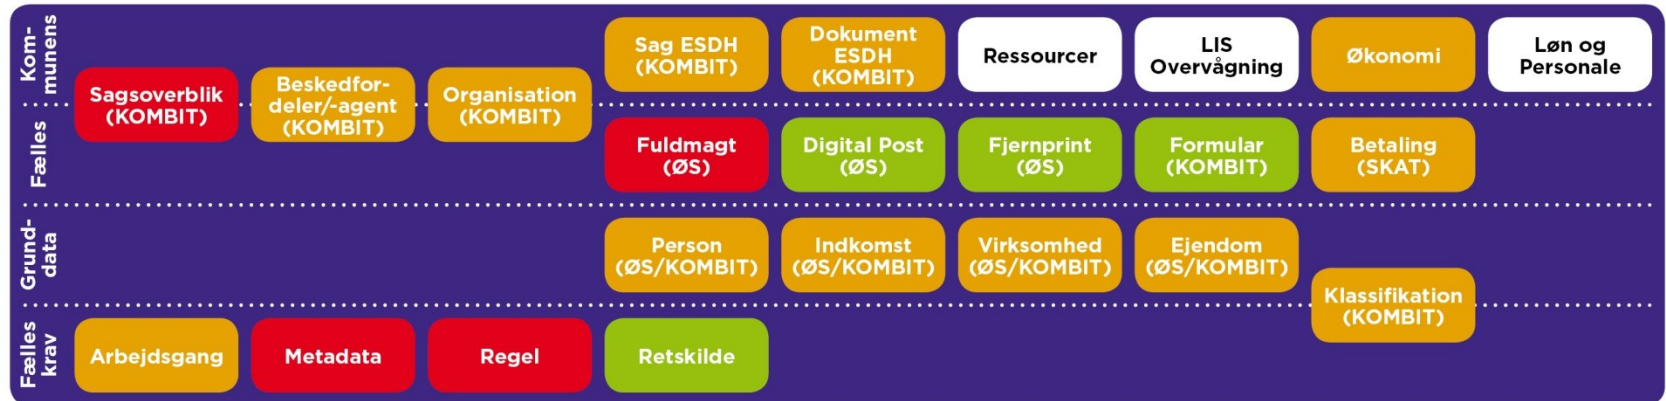 Kom-
munens
Sag ESDH
(KOMBIT)
Dokument
ESDH
(KOMBIT)
Ressourcer
LIS
Overvågning
Økonomi
Løn og
Personale
Sagsoverblik
(KOMBIT)
Beskedfor-
deler/-agent
(KOMBIT)
Organisation
(KOMBIT)
Fælles
Fuldmagt
(ØS)
Digital Post
(ØS)
Fjernprint
(ØS)
Formular
(KOMBIT)
Betaling
(SKAT)
Grund-
data
Person
(ØS/KOMBIT)
Indkomst
(ØS/KOMBIT)
Virksomhed
(ØS/KOMBIT)
Ejendom
(ØS/KOMBIT)
Klassifikation
(KOMBIT)
Fælles
krav
Arbejdsgang
Metadata
Regel
Retskilde